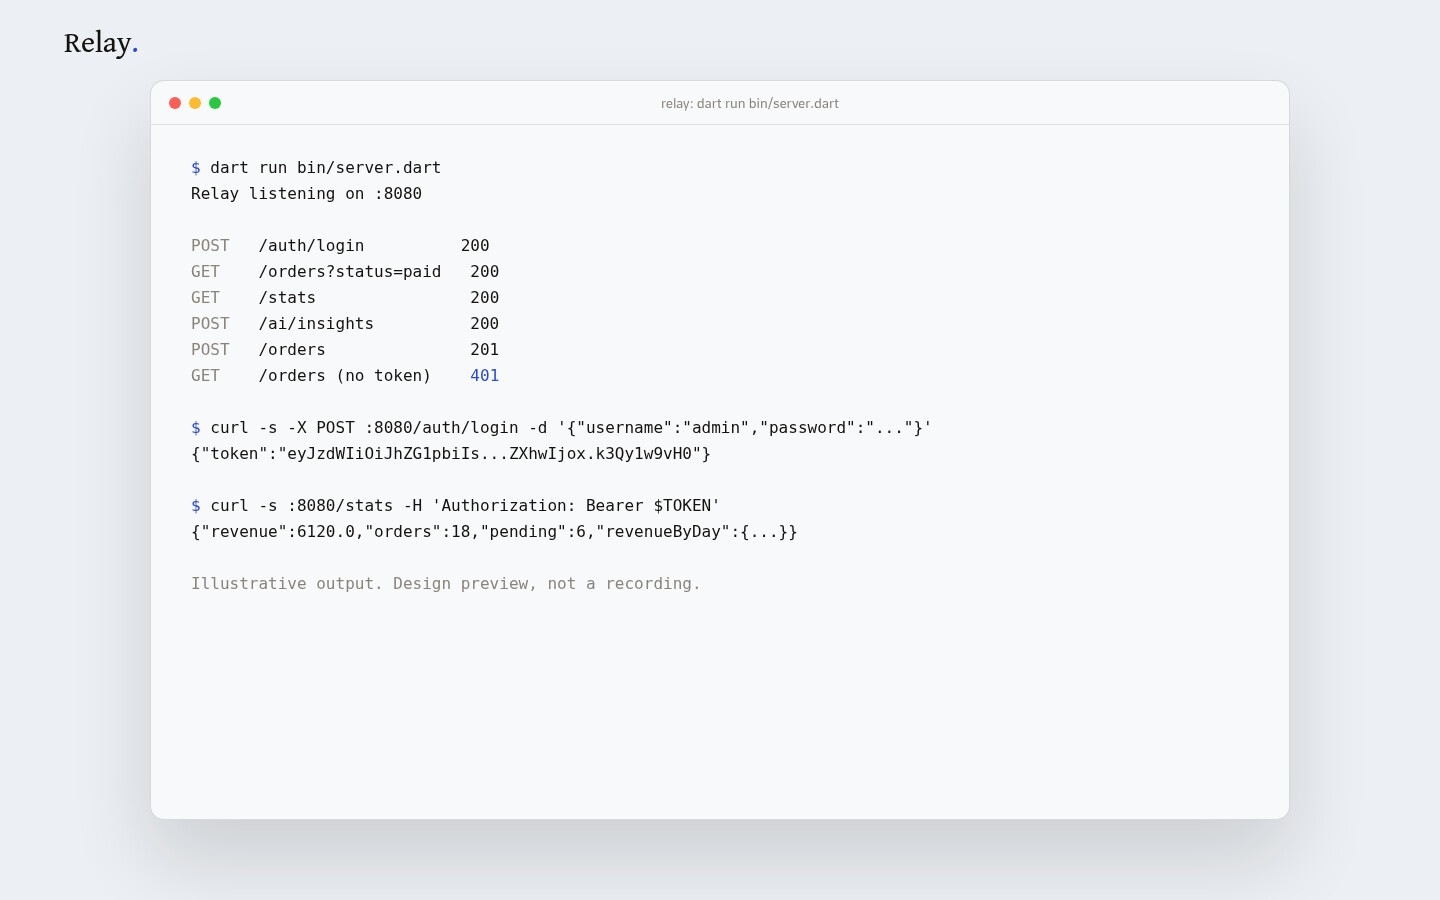 Relay.
relay: dart run bin/server.dart
$ dart run bin/server.dart
Relay listening on :8080
POST   /auth/login          200
GET    /orders?status=paid   200
GET    /stats                200
POST   /ai/insights          200
POST   /orders               201
GET    /orders (no token)    401
$ curl -s -X POST :8080/auth/login -d '{"username":"admin","password":"..."}'
{"token":"eyJzdWIiOiJhZG1pbiIs...ZXhwIjox.k3Qy1w9vH0"}
$ curl -s :8080/stats -H 'Authorization: Bearer $TOKEN'
{"revenue":6120.0,"orders":18,"pending":6,"revenueByDay":{...}}
Illustrative output. Design preview, not a recording.